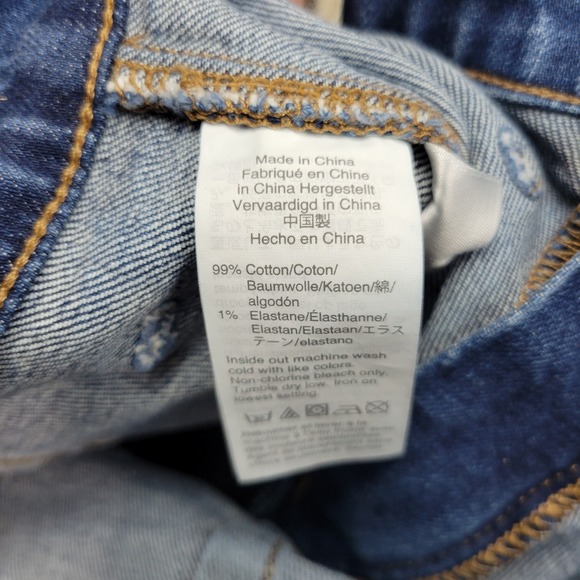 Made in China
Fabriqué en Chine
in China Hergestellt
Vervaardigd in China
中国製
Hecho en China
99% Cotton/Coton/
Baumwolle/Katoen/綿/
algodón
1% Elastane/Élasthanne/
Elastan/Elastaan/エラス
テーン/elastano
Inside out machine wash
cold with like colors.
Non-chlorine bleach only.
Tumble dry low. Iron on
lowest setting.